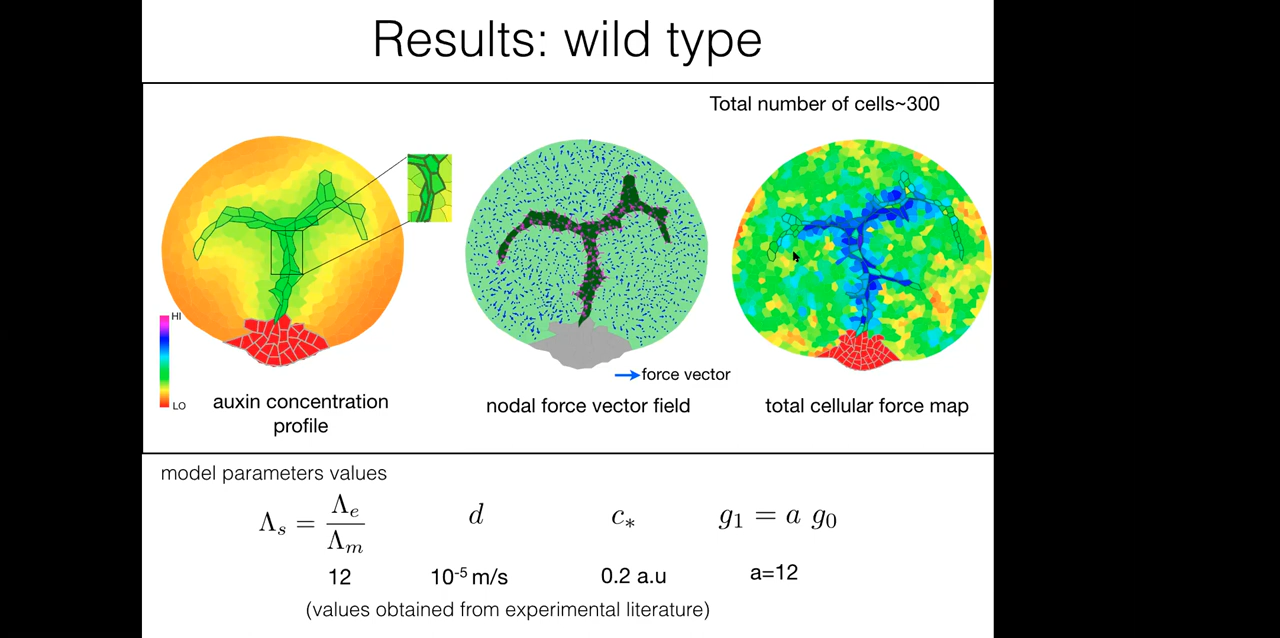 Results: wild type
Total number of cells~300
HI
LO
force vector
auxin concentration
profile
nodal force vector field
total cellular force map
model parameters values
Λₛ = Λₑ/Λₘ
d
c∗
g₁ = a g₀
12
10⁻⁵ m/s
0.2 a.u
a=12
(values obtained from experimental literature)